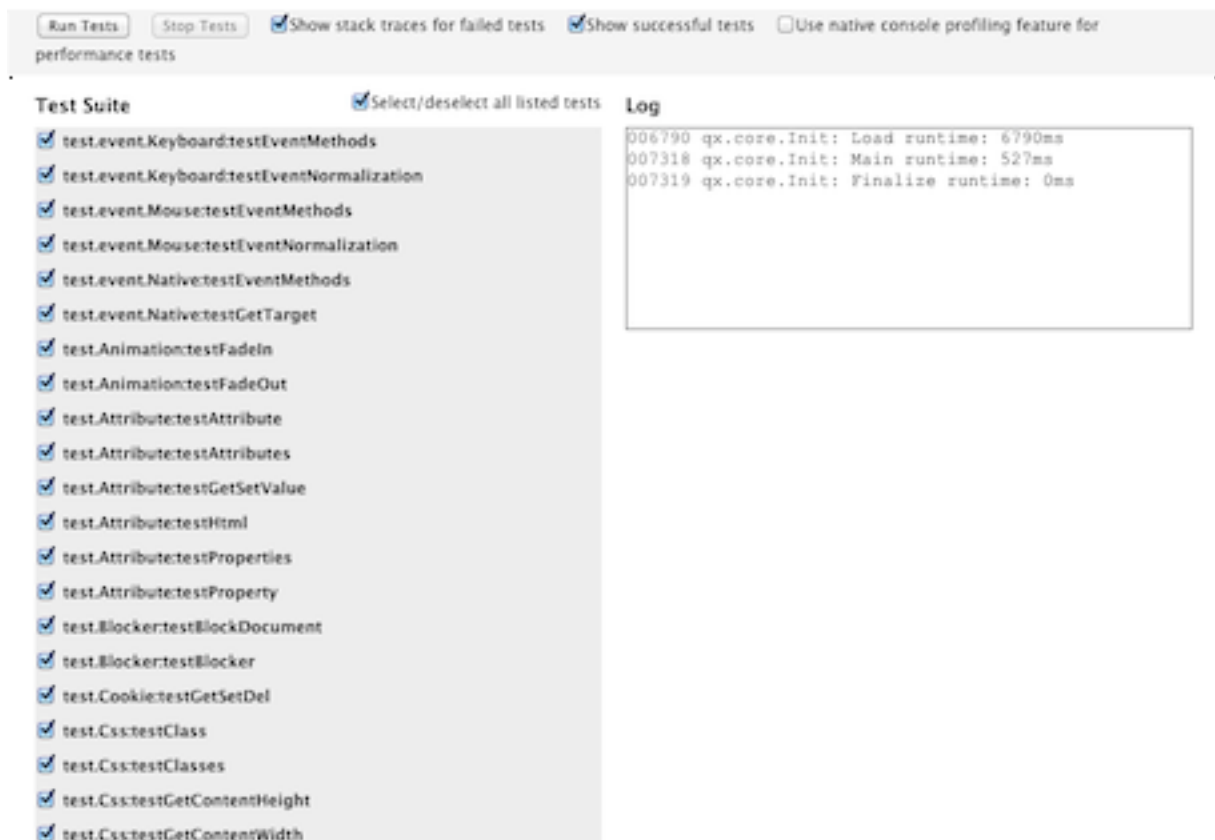 Run Tests Stop Tests Show stack traces for failed tests Show successful tests Use native console profiling feature for
performance tests
Test Suite Select/deselect all listed tests
test.event.Keyboard:testEventMethods
test.event.Keyboard:testEventNormalization
test.event.Mouse:testEventMethods
test.event.Mouse:testEventNormalization
test.event.Native:testEventMethods
test.event.Native:testGetTarget
test.Animation:testFadeIn
test.Animation:testFadeOut
test.Attribute:testAttribute
test.Attribute:testAttributes
test.Attribute:testGetSetValue
test.Attribute:testHtml
test.Attribute:testProperties
test.Attribute:testProperty
test.Blocker:testBlockDocument
test.Blocker:testBlocker
test.Cookie:testGetSetDel
test.Css:testClass
test.Css:testClasses
test.Css:testGetContentHeight
test.Css:testGetContentWidth
Log
006790 qx.core.Init: Load runtime: 6790ms
007318 qx.core.Init: Main runtime: 527ms
007319 qx.core.Init: Finalize runtime: 0ms